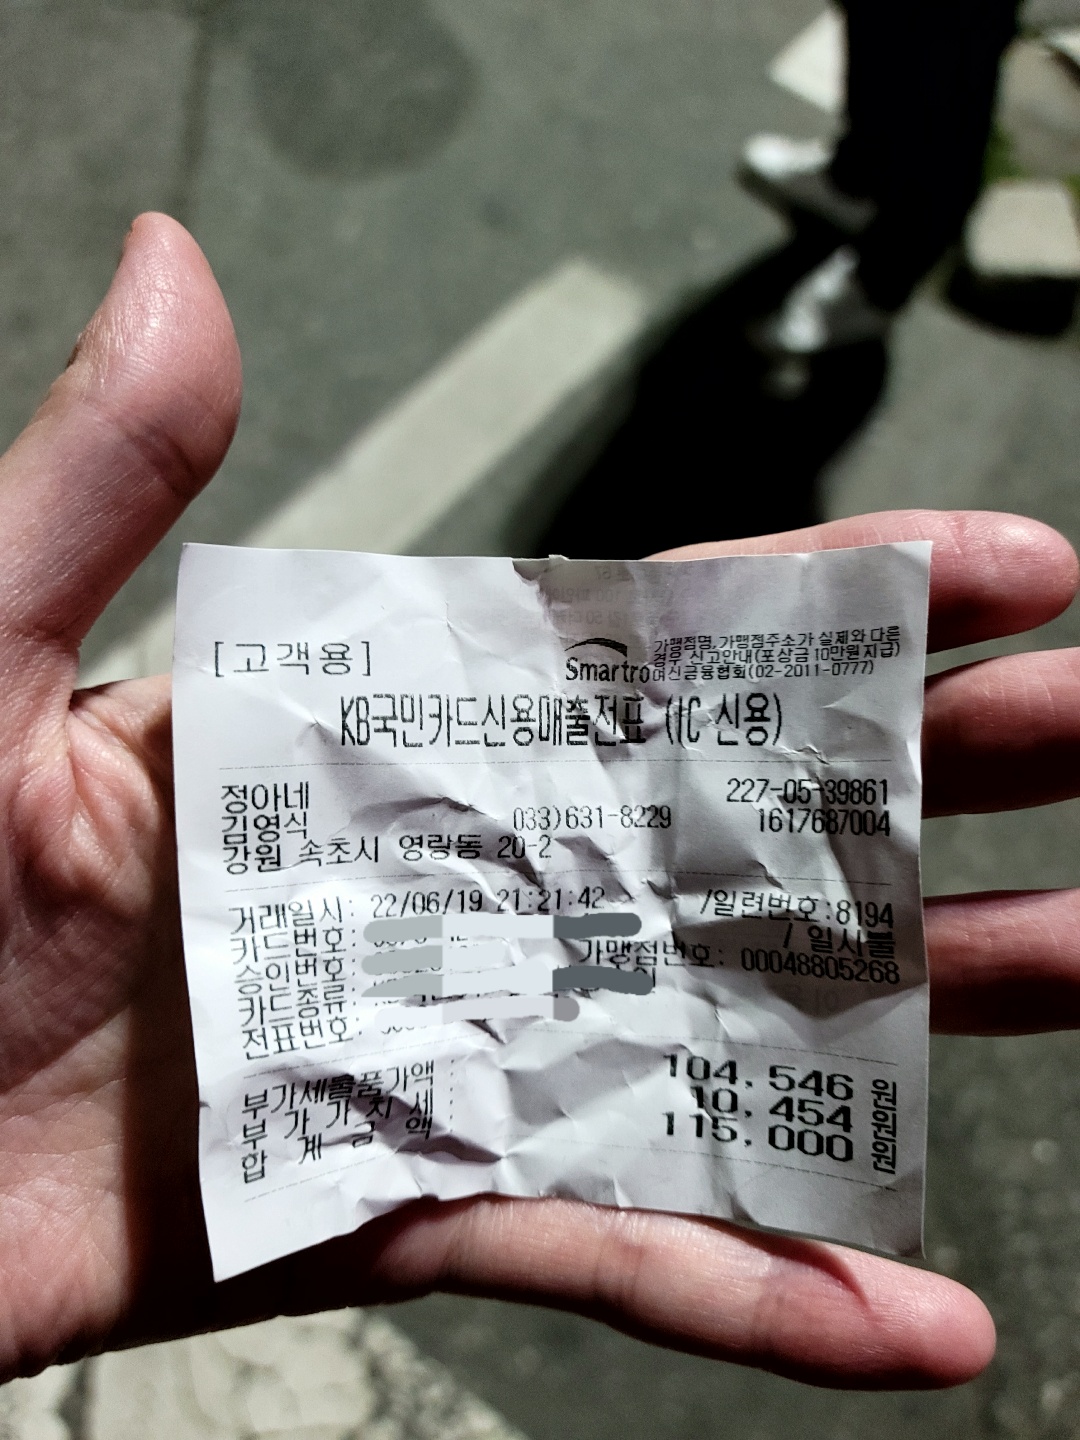 [고객용]
Smartro
가맹점명, 가맹점주소가 실제와 다른
경우 신고안내(포상금 10만원 지급)
여신금융협회(02-2011-0777)
KB국민카드신용매출전표 (IC 신용)
정아네 227-05-39861
김영식 033)631-8229 1617687004
강원 속초시 영랑동 20-2
거래일시: 22/06/19 21:21:42 /일련번호:8194
카드번호: / 일시불
승인번호: 가맹점번호: 00048805268
카드종류:
전표번호:
부가세물품가액 : 104,546 원
부 가 가 치 세 : 10,454 원
합 계 금 액 : 115,000 원